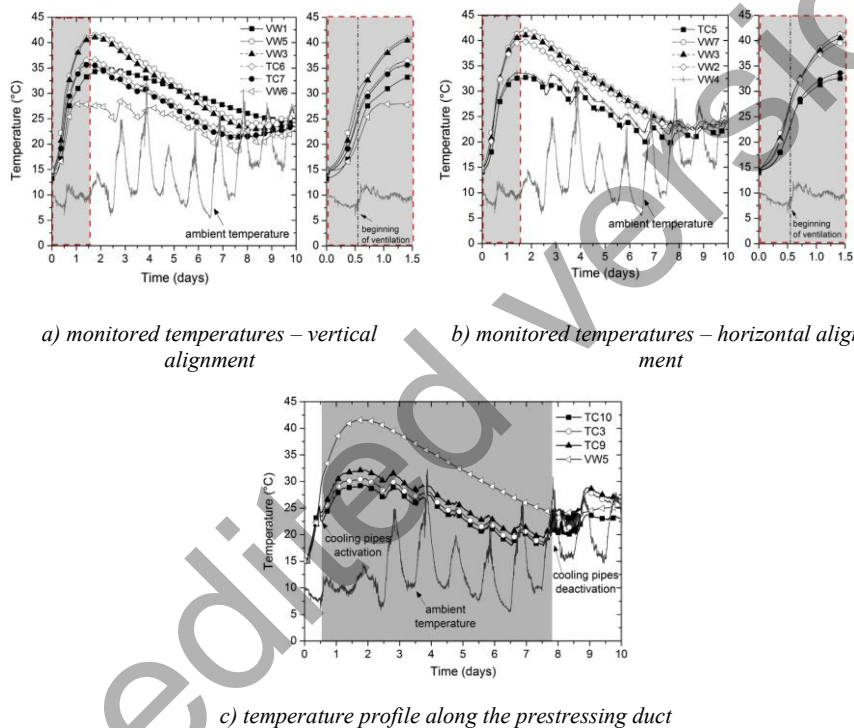 45
40
35
30
25
20
15
10
5
0
Temperature (°C)
VW1
VW5
VW3
TC6
TC7
VW6
ambient temperature
0 1 2 3 4 5 6 7 8 9 10
Time (days)
45
40
35
30
25
20
15
10
5
0
beginning
of ventilation
0.0 0.5 1.0 1.5
45
40
35
30
25
20
15
10
5
0
Temperature (°C)
TC5
VW7
VW3
VW2
VW4
ambient temperature
0 1 2 3 4 5 6 7 8 9 10
Time (days)
45
40
35
30
25
20
15
10
5
0
beginning
of ventilation
0.0 0.5 1.0 1.5
a) monitored temperatures – vertical
alignment
b) monitored temperatures – horizontal align
ment
45
40
35
30
25
20
15
10
5
0
Temperature (°C)
TC10
TC3
TC9
VW5
cooling pipes
activation
ambient
temperature
cooling pipes
deactivation
0 1 2 3 4 5 6 7 8 9 10
Time (days)
c) temperature profile along the prestressing duct
edited versio